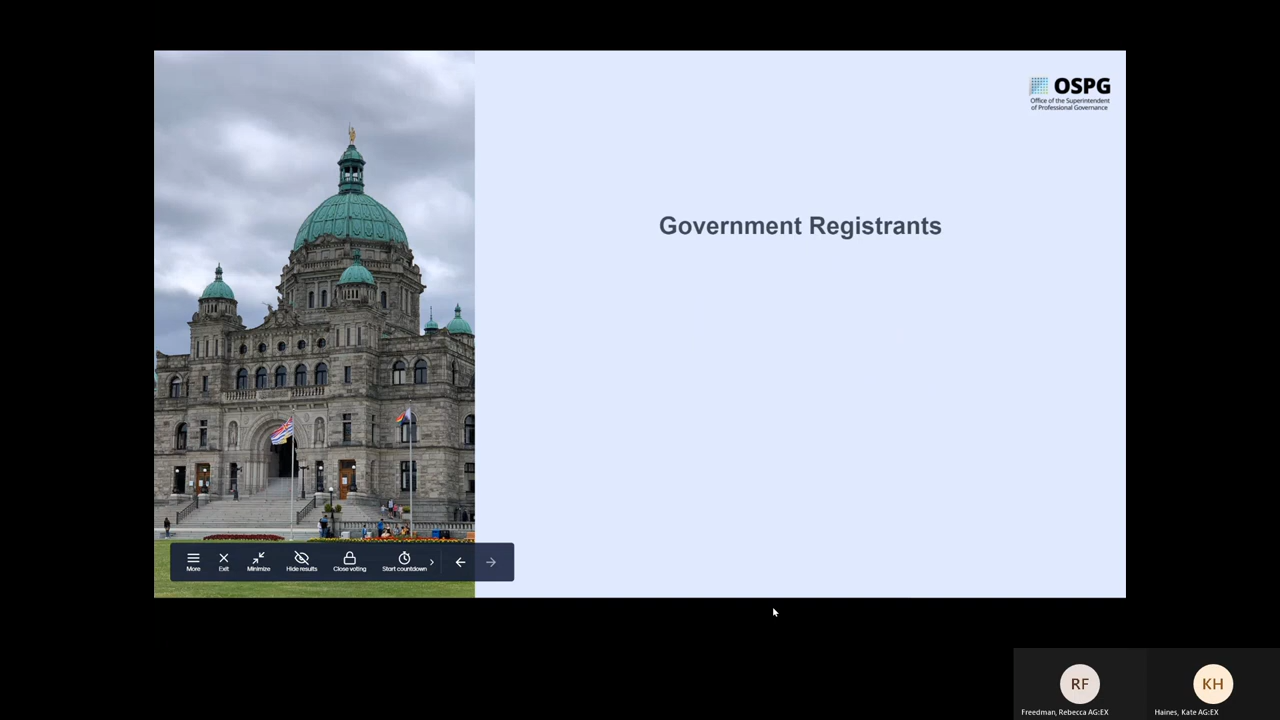 OSPG
Office of the Superintendent
of Professional Governance
Government Registrants
More
Exit
Minimize
Hide results
Close voting
Start countdown
RF
KH
Freedman, Rebecca AG:EX
Haines, Kate AG:EX